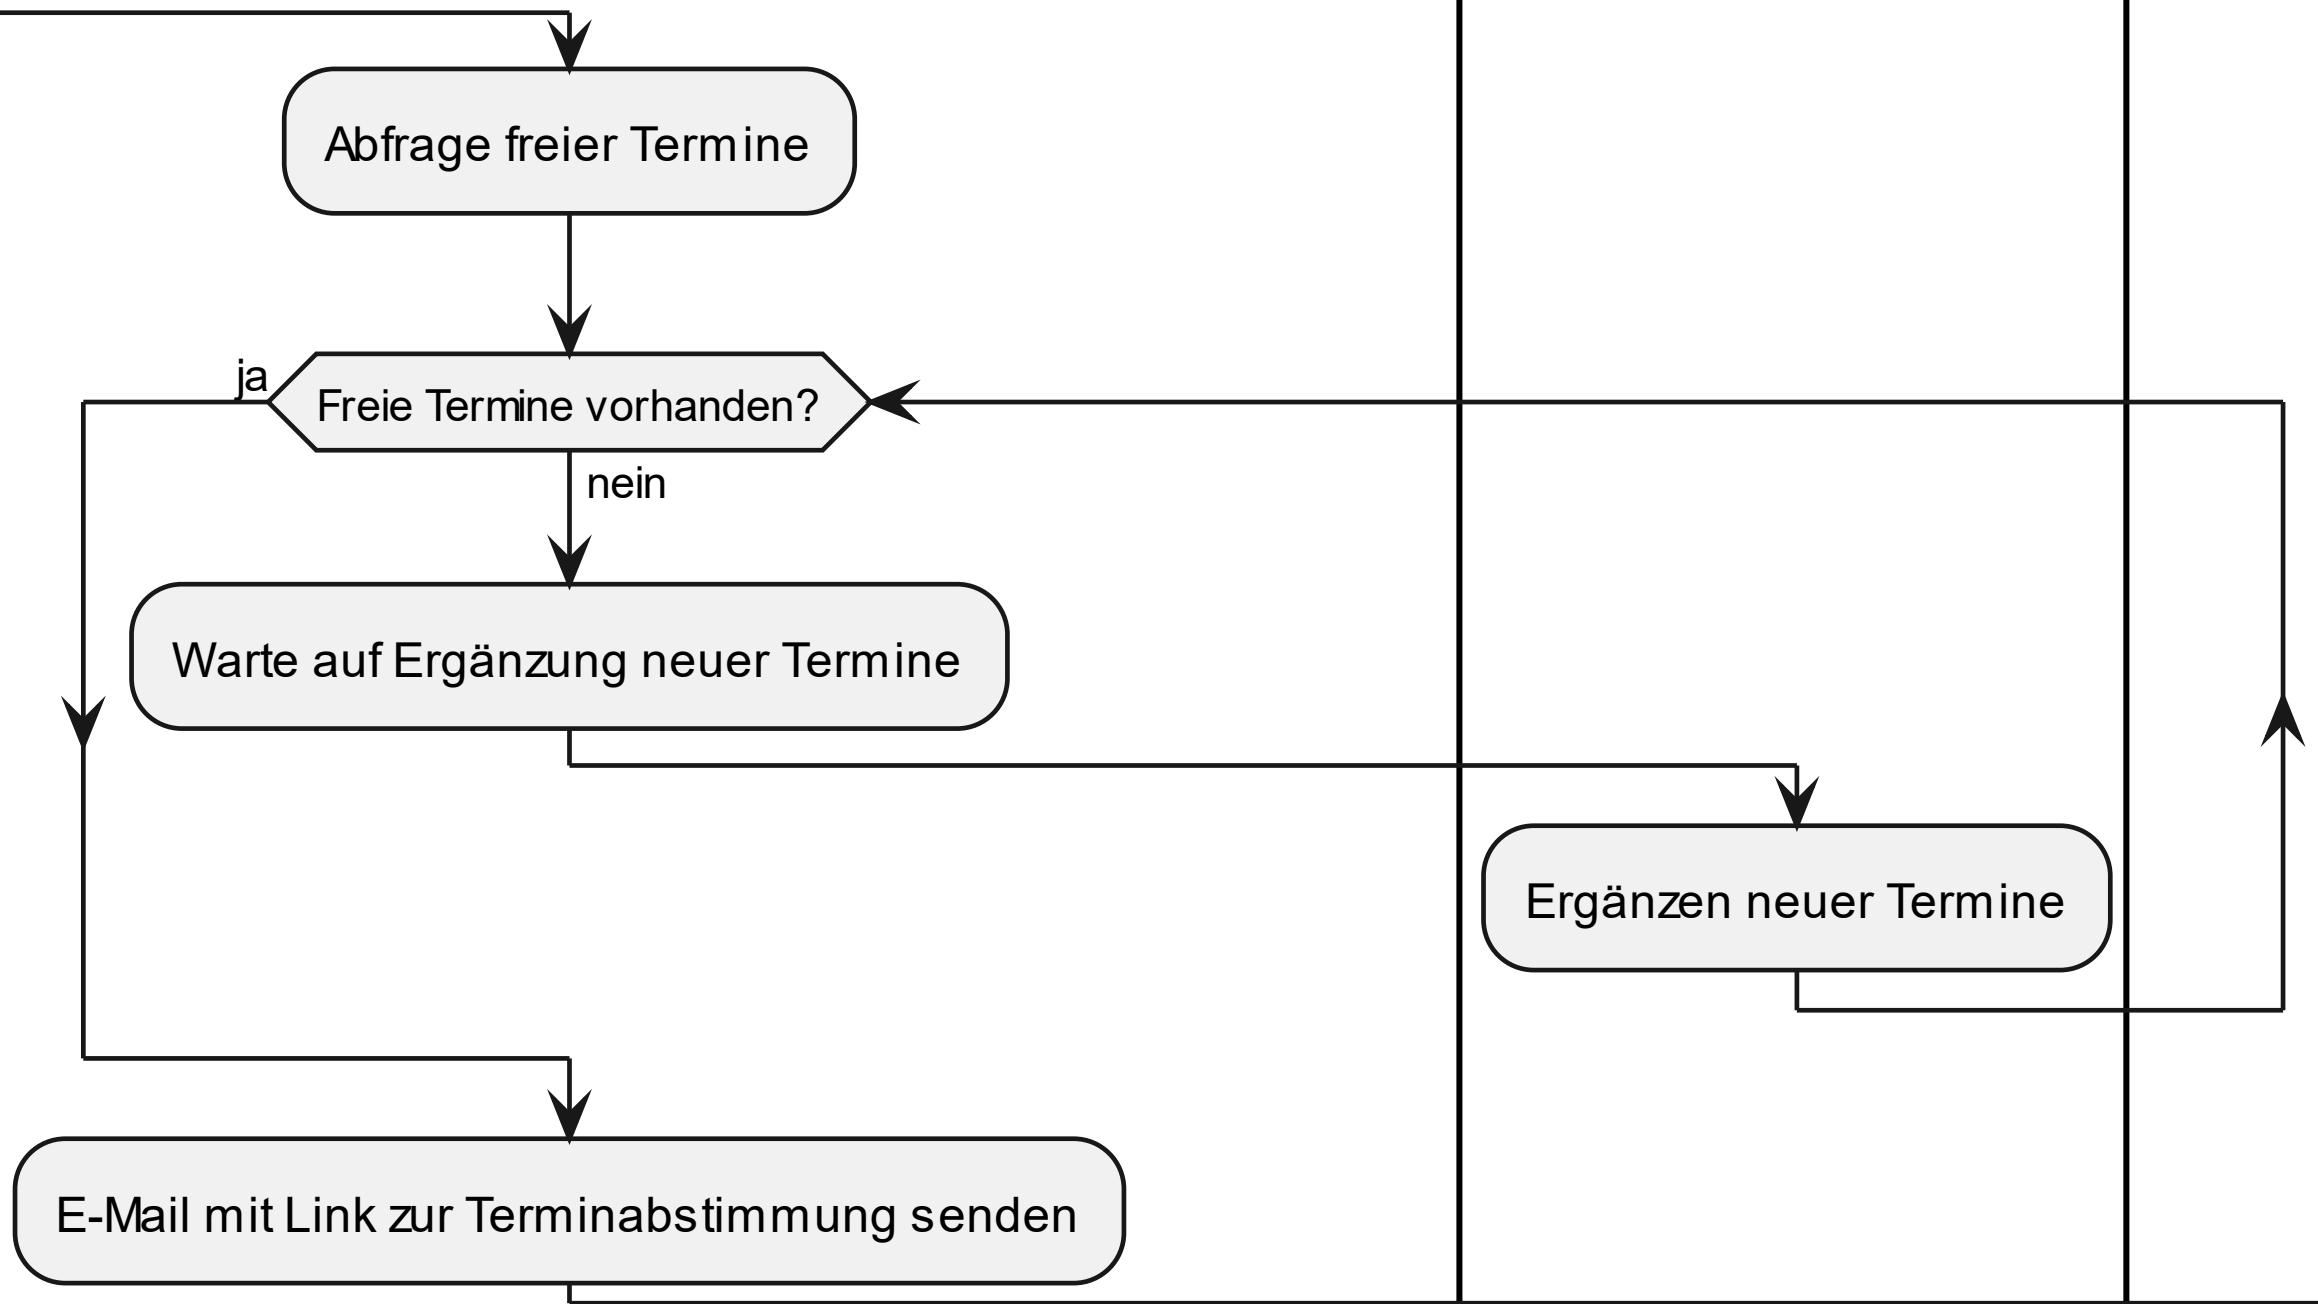 Abfrage freier Termine
ja
Freie Termine vorhanden?
nein
Warte auf Ergänzung neuer Termine
Ergänzen neuer Termine
E-Mail mit Link zur Terminabstimmung senden